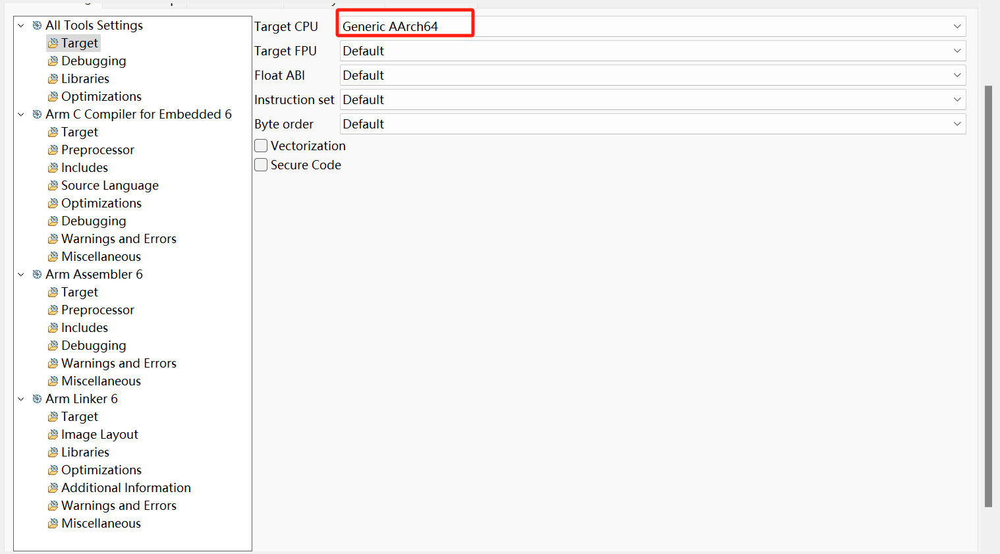 All Tools Settings
Target
Debugging
Libraries
Optimizations
Arm C Compiler for Embedded 6
Target
Preprocessor
Includes
Source Language
Optimizations
Debugging
Warnings and Errors
Miscellaneous
Arm Assembler 6
Target
Preprocessor
Includes
Debugging
Warnings and Errors
Miscellaneous
Arm Linker 6
Target
Image Layout
Libraries
Optimizations
Additional Information
Warnings and Errors
Miscellaneous
Target CPU Generic AArch64
Target FPU Default
Float ABI Default
Instruction set Default
Byte order Default
Vectorization
Secure Code